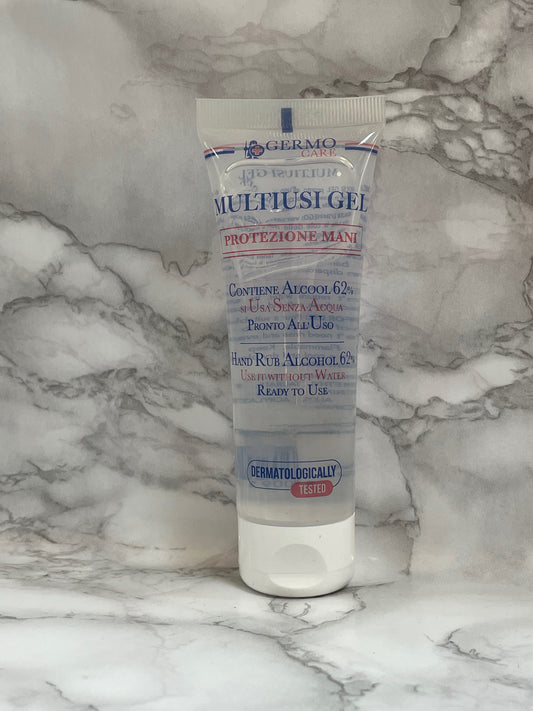 GERMO
CARE
MULTIUSI GEL
PROTEZIONE MANI
CONTIENE ALCOOL 62%
SI USA SENZA ACQUA
PRONTO ALL'USO
HAND RUB ALCOHOL 62%
USE IT WITHOUT WATER
READY TO USE
DERMATOLOGICALLY
TESTED